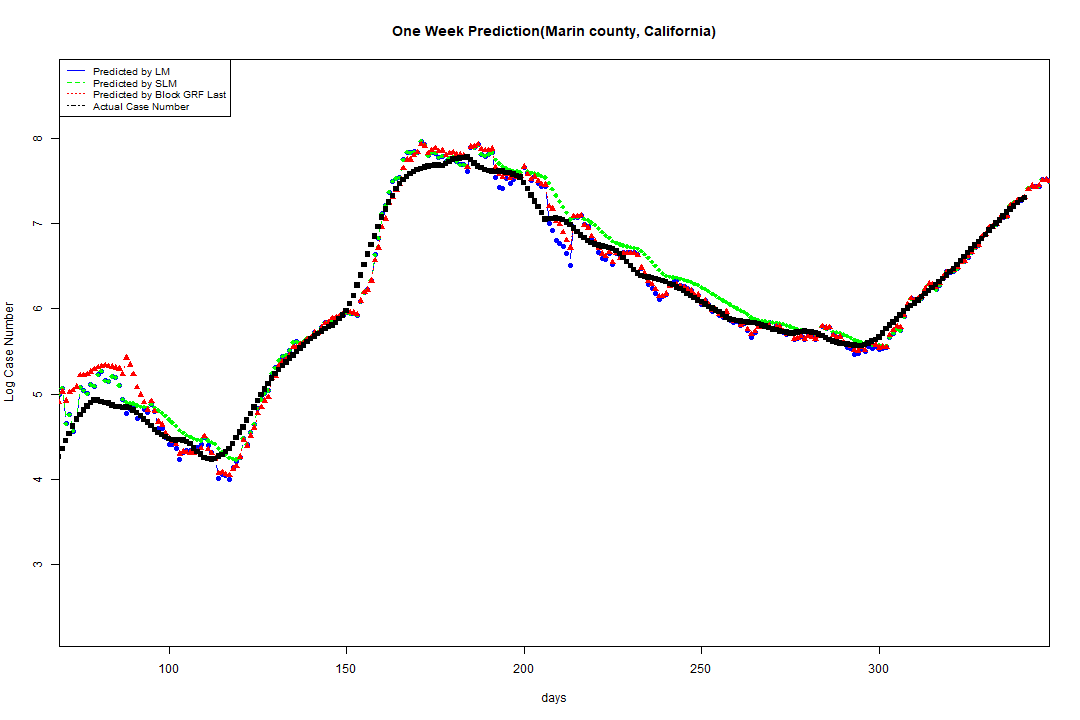 One Week Prediction(Marin county, California)
Predicted by LM
Predicted by SLM
Predicted by Block GRF Last
Actual Case Number
8
7
6
5
4
3
Log Case Number
100 150 200 250 300
days